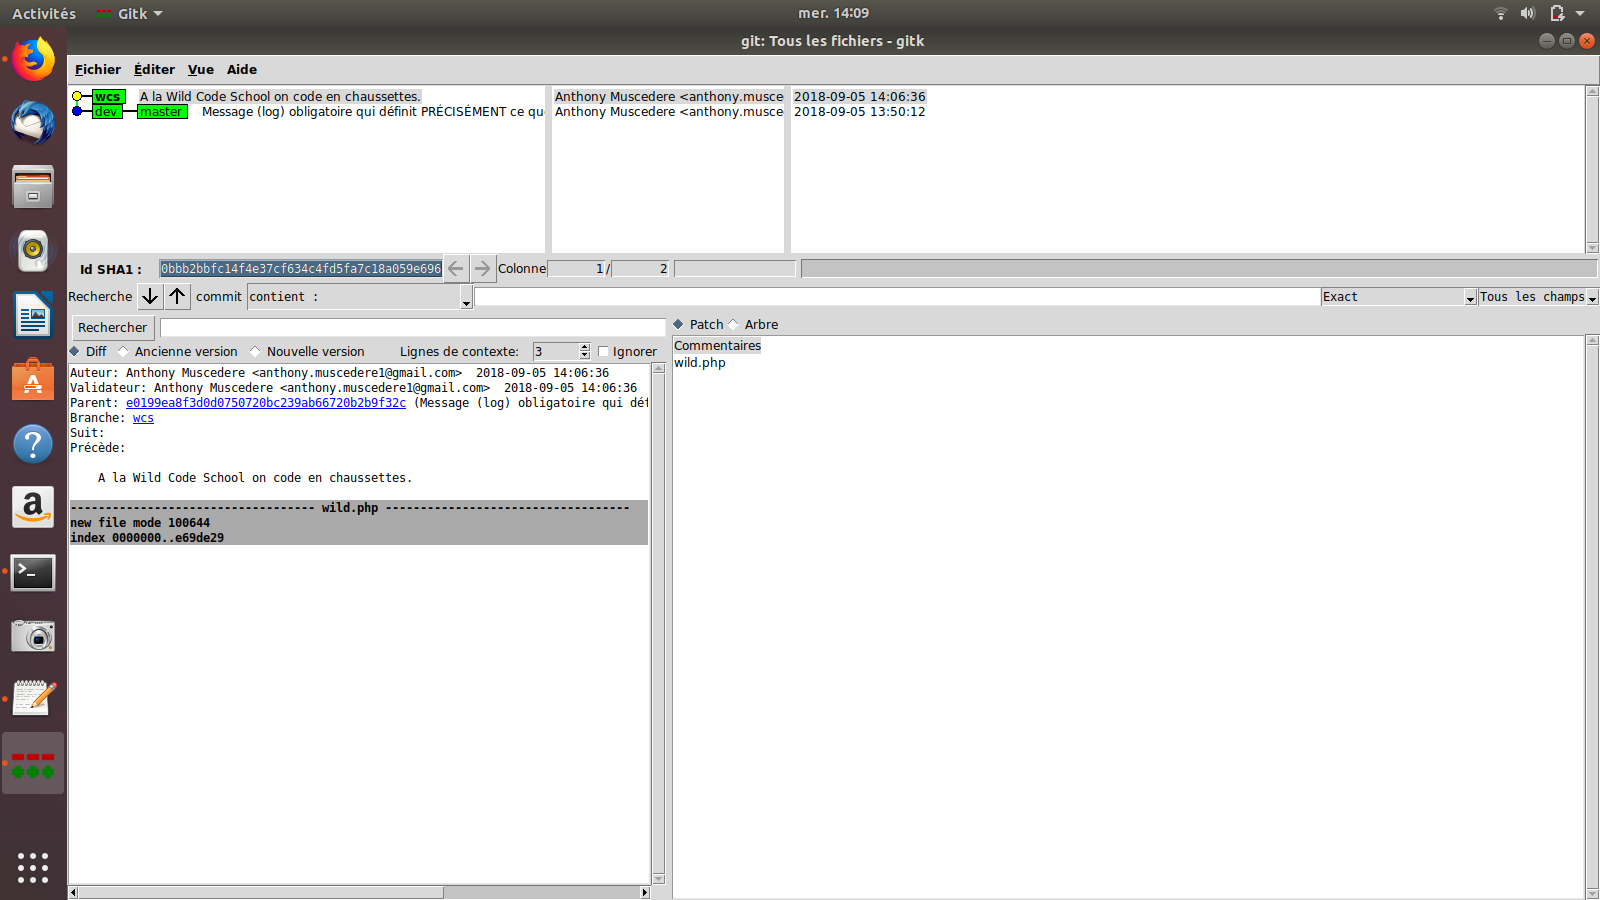 Activités Gitk mer. 14:09
git: Tous les fichiers - gitk
Fichier Éditer Vue Aide
wcs A la Wild Code School on code en chaussettes. Anthony Muscedere <anthony.musce 2018-09-05 14:06:36
dev master Message (log) obligatoire qui définit PRÉCISÉMENT ce qu Anthony Muscedere <anthony.musce 2018-09-05 13:50:12
Id SHA1 : 0bbb2bbfc14f4e37cf634c4fd5fa7c18a059e696 Colonne 1 / 2
Recherche commit contient : Exact Tous les champs
Rechercher Patch Arbre
Diff Ancienne version Nouvelle version Lignes de contexte: 3 Ignorer
Commentaires
wild.php
Auteur: Anthony Muscedere <anthony.muscedere1@gmail.com> 2018-09-05 14:06:36
Validateur: Anthony Muscedere <anthony.muscedere1@gmail.com> 2018-09-05 14:06:36
Parent: e0199ea8f3d0d0750720bc239ab66720b2b9f32c (Message (log) obligatoire qui déf
Branche: wcs
Suit:
Précède:
A la Wild Code School on code en chaussettes.
----------------------------------- wild.php -----------------------------------
new file mode 100644
index 0000000..e69de29